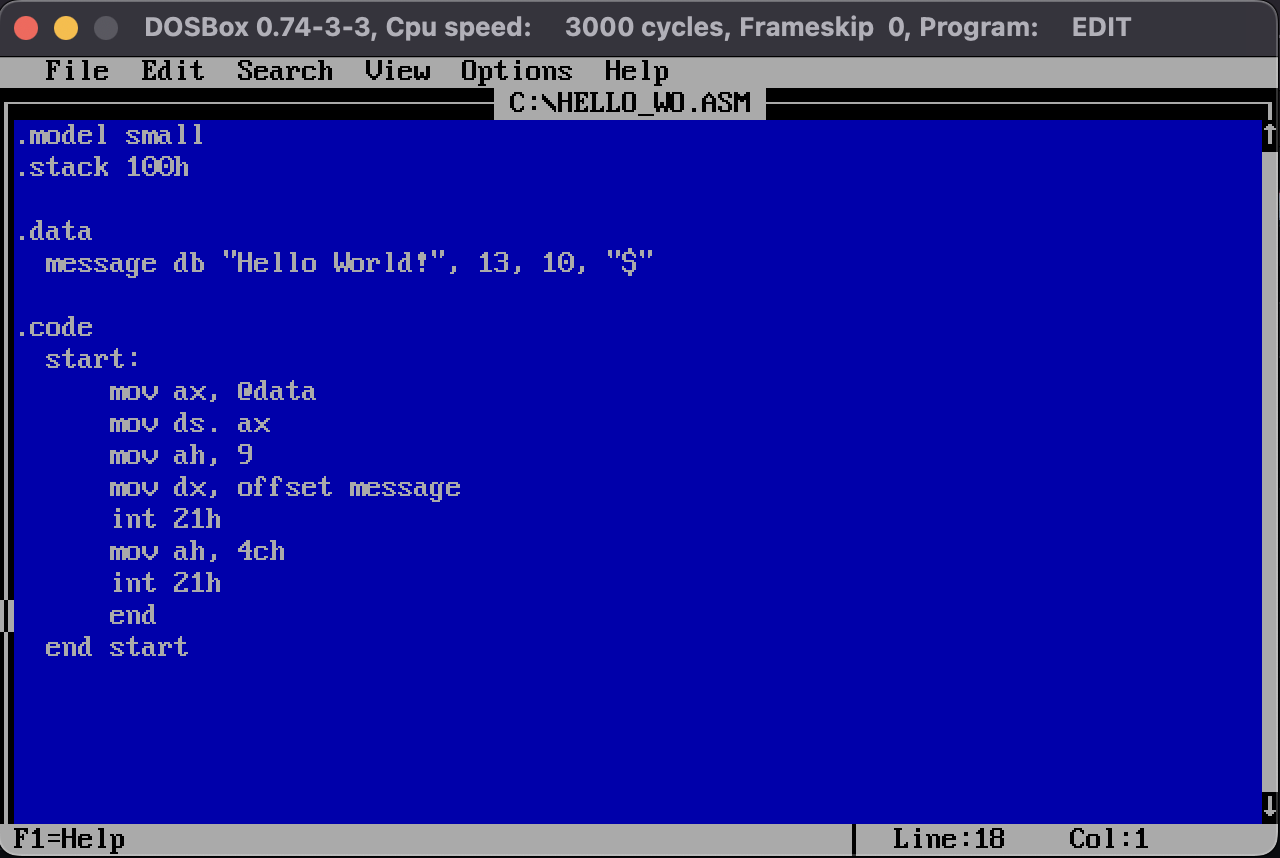 DOSBox 0.74-3-3, Cpu speed:    3000 cycles, Frameskip  0, Program:    EDIT
File  Edit  Search  View  Options  Help
C:\HELLO_WO.ASM
.model small
.stack 100h
.data
  message db "Hello World!", 13, 10, "$"
.code
  start:
      mov ax, @data
      mov ds. ax
      mov ah, 9
      mov dx, offset message
      int 21h
      mov ah, 4ch
      int 21h
      end
  end start
F1=Help    Line:18    Col:1